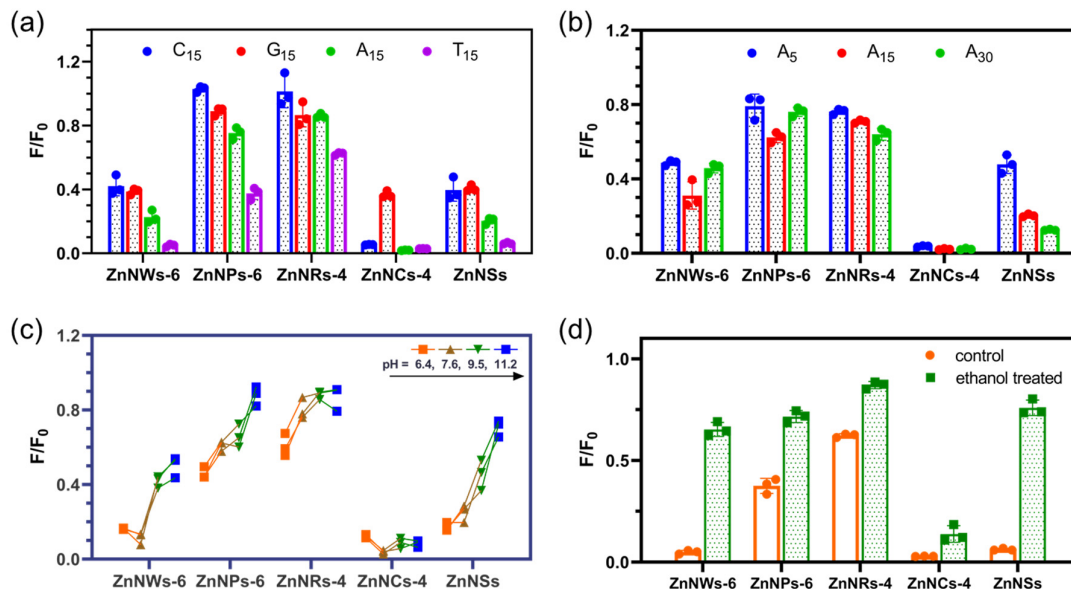 (a)
C15 G15 A15 T15
F/F0
1.2
0.8
0.4
0.0
ZnNWs-6 ZnNPs-6 ZnNRs-4 ZnNCs-4 ZnNSs
(b)
A5 A15 A30
F/F0
1.2
0.8
0.4
0.0
ZnNWs-6 ZnNPs-6 ZnNRs-4 ZnNCs-4 ZnNSs
(c)
pH = 6.4, 7.6, 9.5, 11.2
F/F0
1.2
0.8
0.4
0.0
ZnNWs-6 ZnNPs-6 ZnNRs-4 ZnNCs-4 ZnNSs
(d)
control
ethanol treated
F/F0
1.0
0.5
0.0
ZnNWs-6 ZnNPs-6 ZnNRs-4 ZnNCs-4 ZnNSs